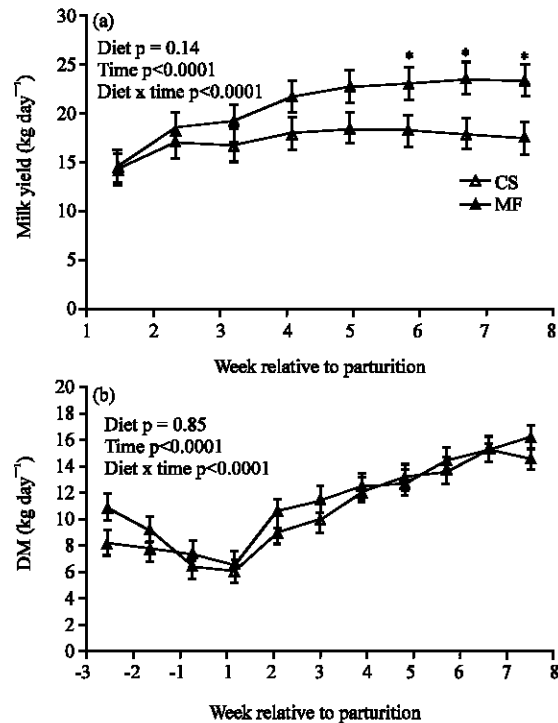 (a)
Diet p = 0.14
Time p<0.0001
Diet x time p<0.0001
* * *
CS
MF
Milk yield (kg day⁻¹)
30
25
20
15
10
5
0
1 2 3 4 5 6 7 8
Week relative to parturition
(b)
Diet p = 0.85
Time p<0.0001
Diet x time p<0.0001
DM (kg day⁻¹)
20
18
16
14
12
10
8
6
4
2
0
-3 -2 -1 1 2 3 4 5 6 7 8
Week relative to parturition